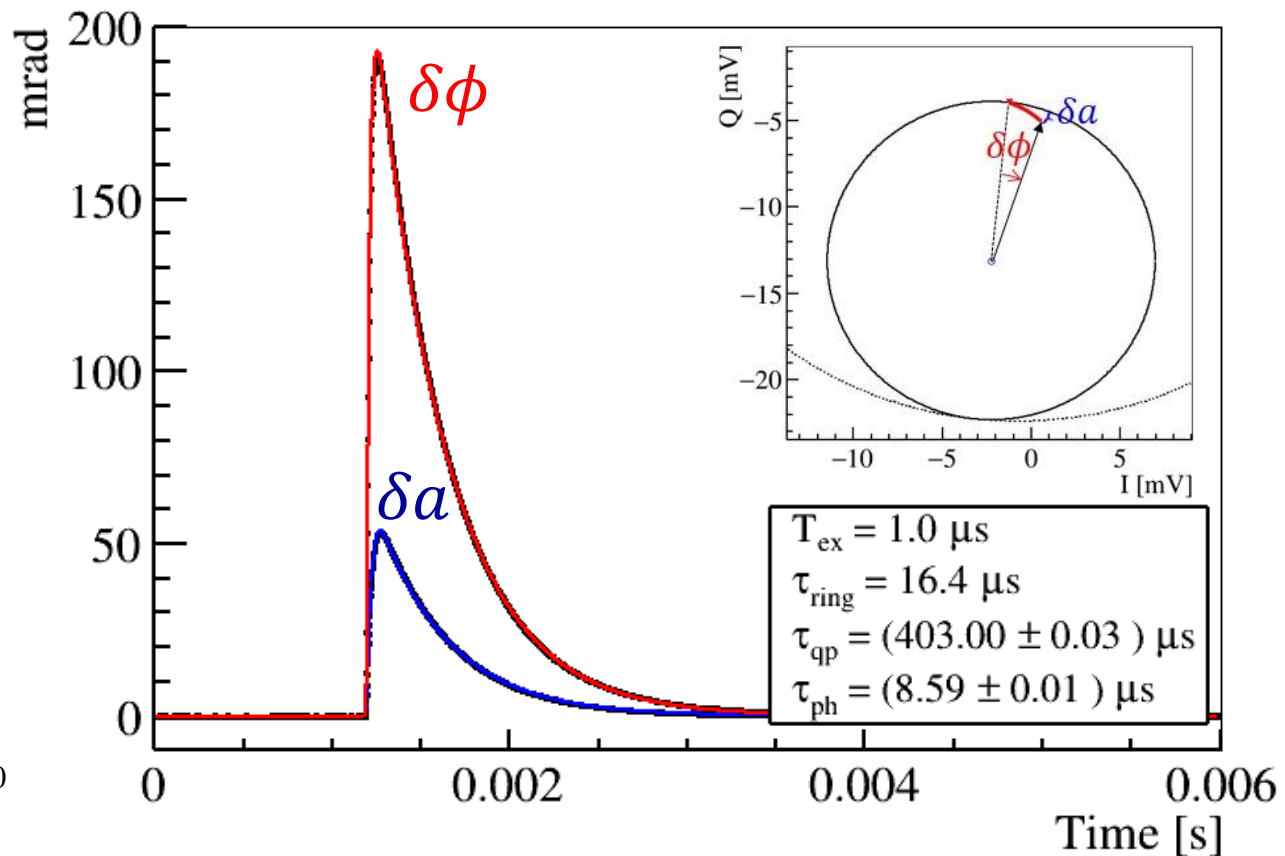 mrad
200
150
100
50
0
δϕ
δa
0
0.002
0.004
0.006
Time [s]
Q [mV]
−5
−10
−15
−20
−10
−5
0
5
I [mV]
δϕ
δa
T_ex = 1.0 μs
τ_ring = 16.4 μs
τ_qp = (403.00 ± 0.03 ) μs
τ_ph = (8.59 ± 0.01 ) μs
0